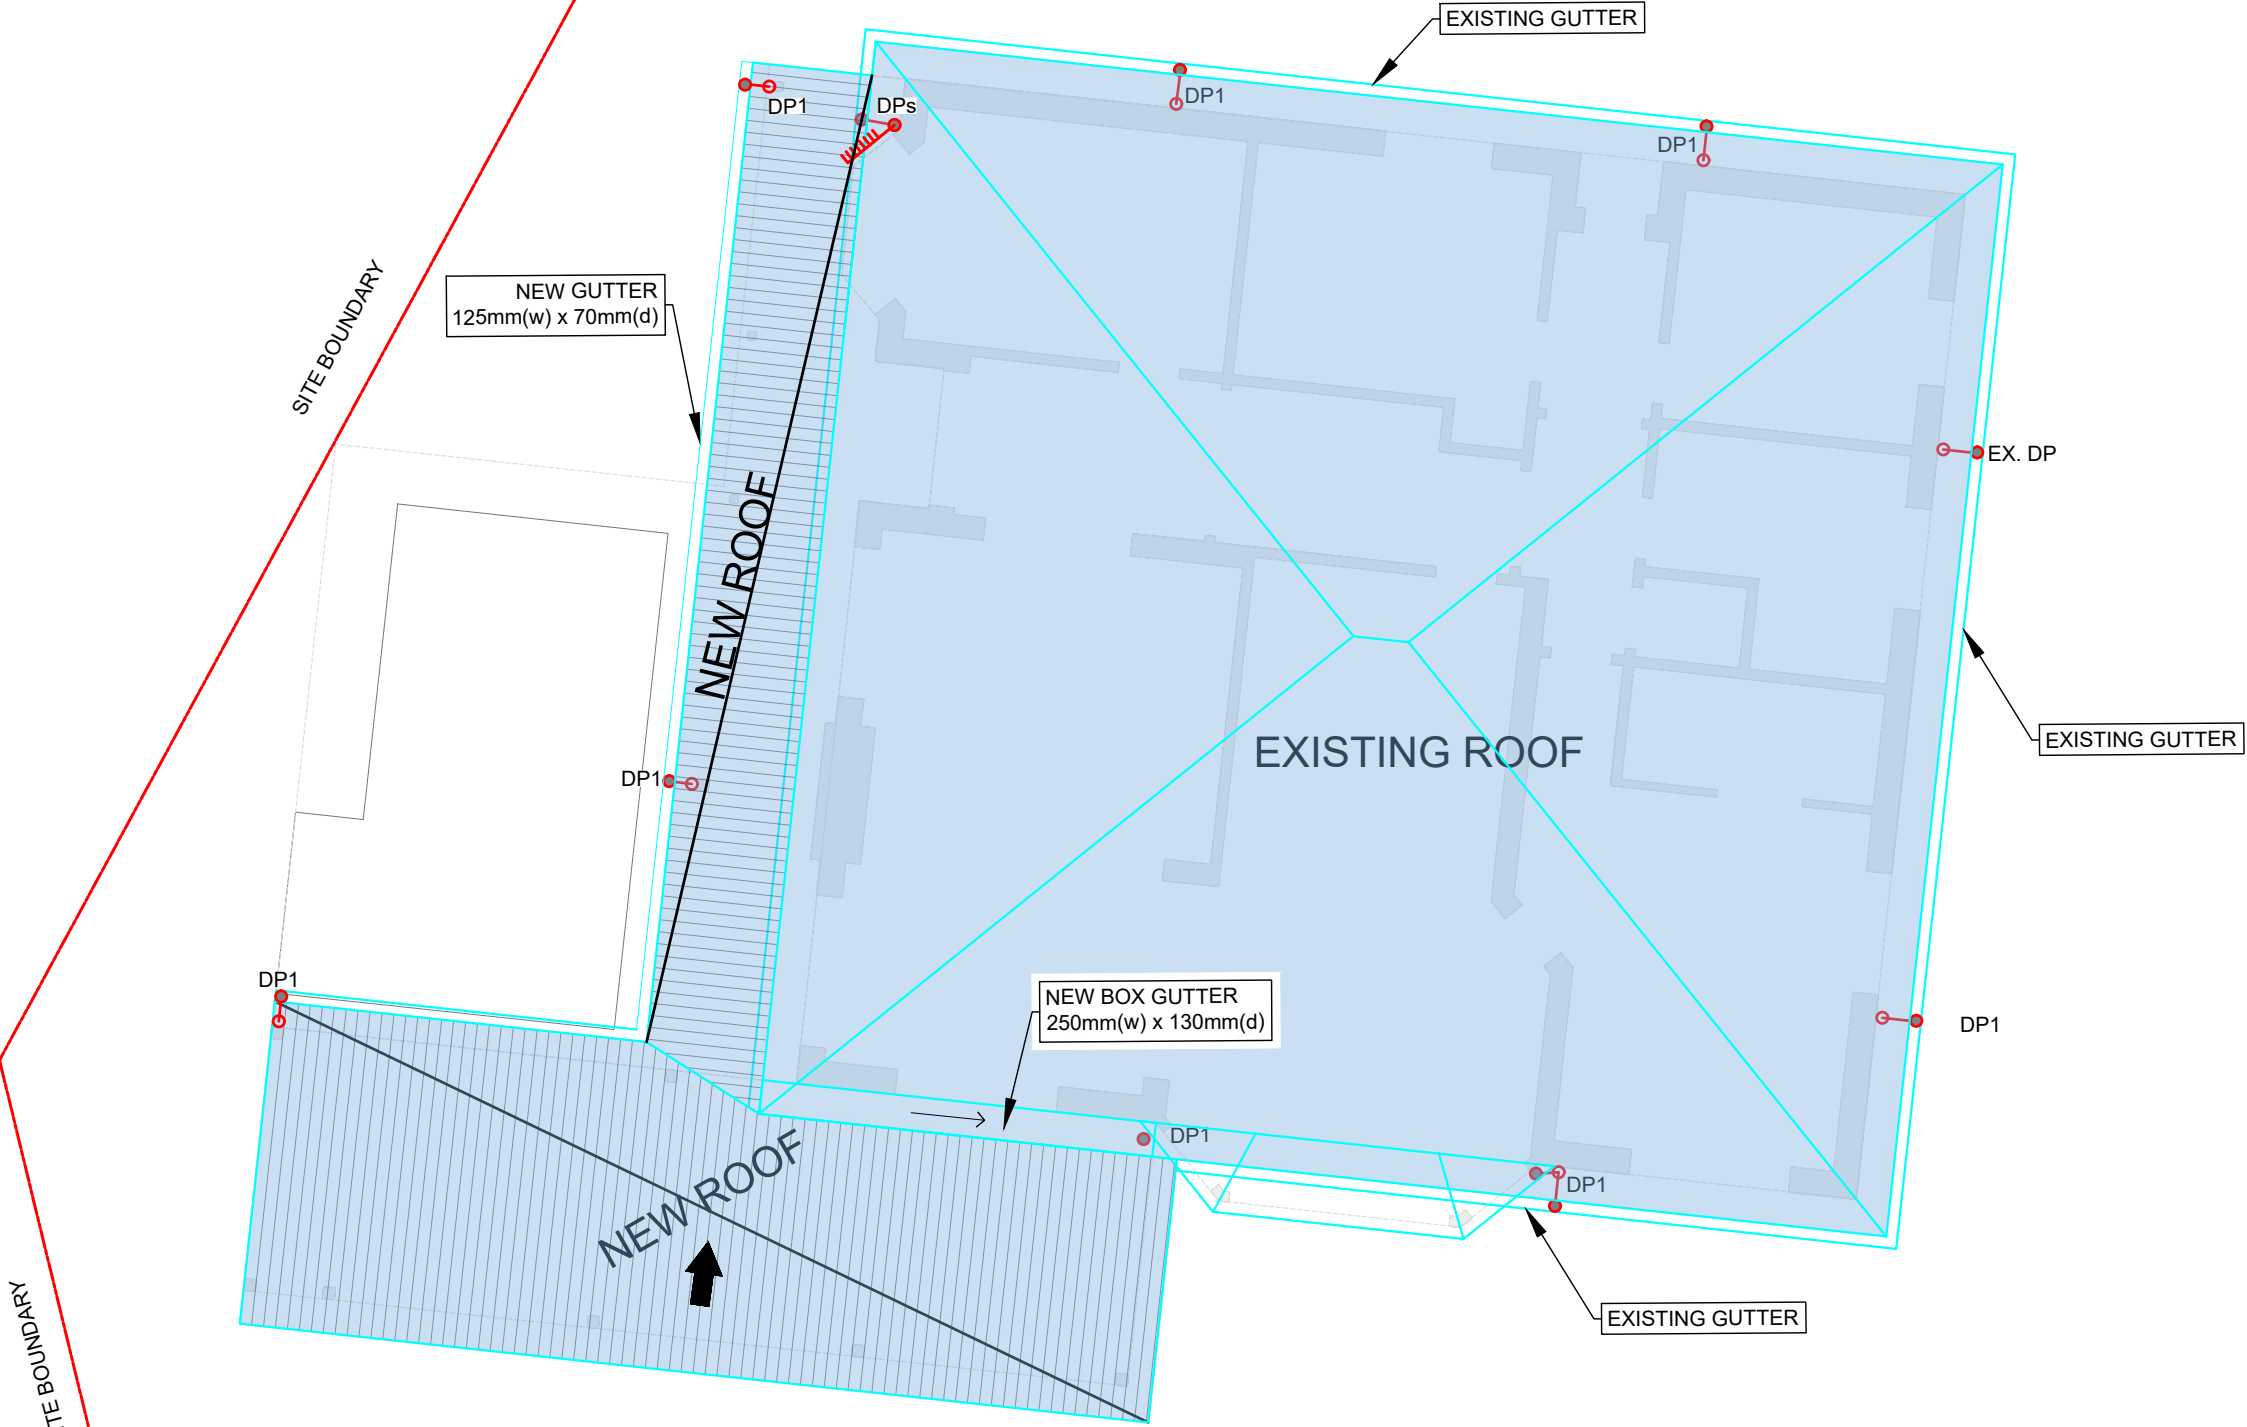 EXISTING GUTTER
DP1
DPs
DP1
DP1
SITE BOUNDARY
NEW GUTTER
125mm(w) x 70mm(d)
EX. DP
NEW ROOF
EXISTING ROOF
EXISTING GUTTER
DP1
DP1
NEW BOX GUTTER
250mm(w) x 130mm(d)
DP1
DP1
NEW ROOF
DP1
EXISTING GUTTER
TE BOUNDARY